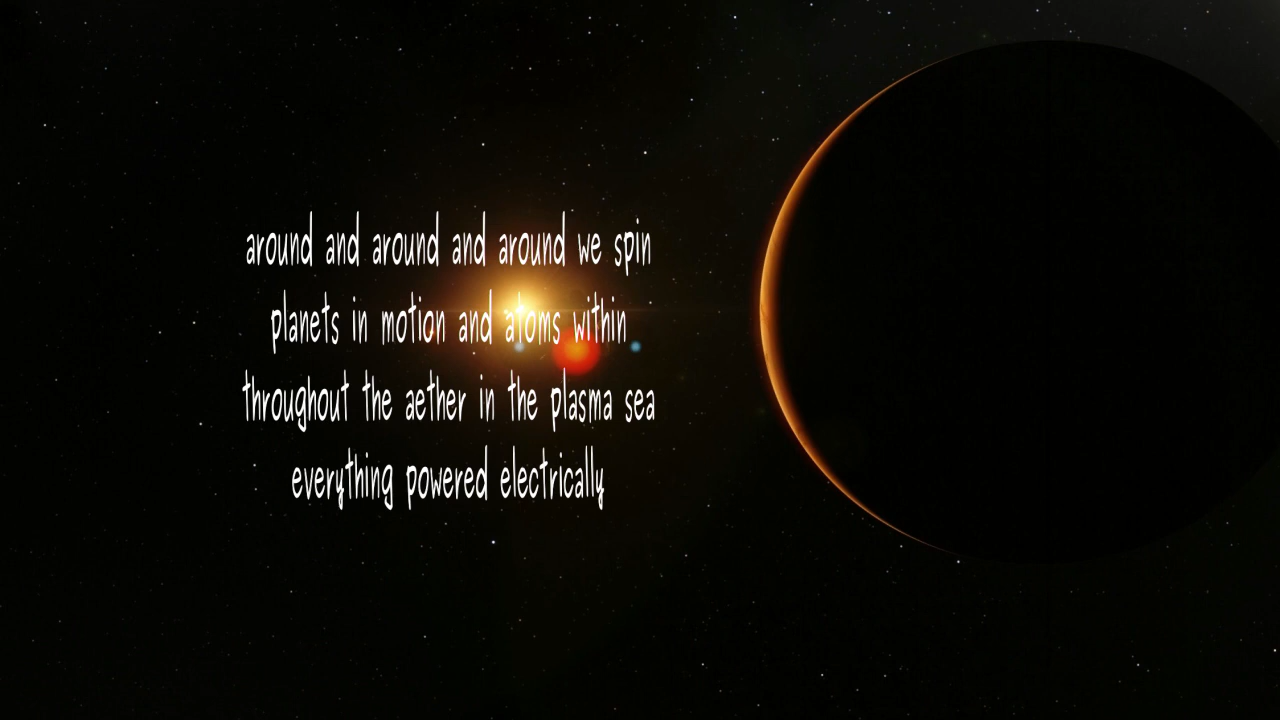 around and around and around we spin
planets in motion and atoms within
throughout the aether in the plasma sea
everything powered electrically